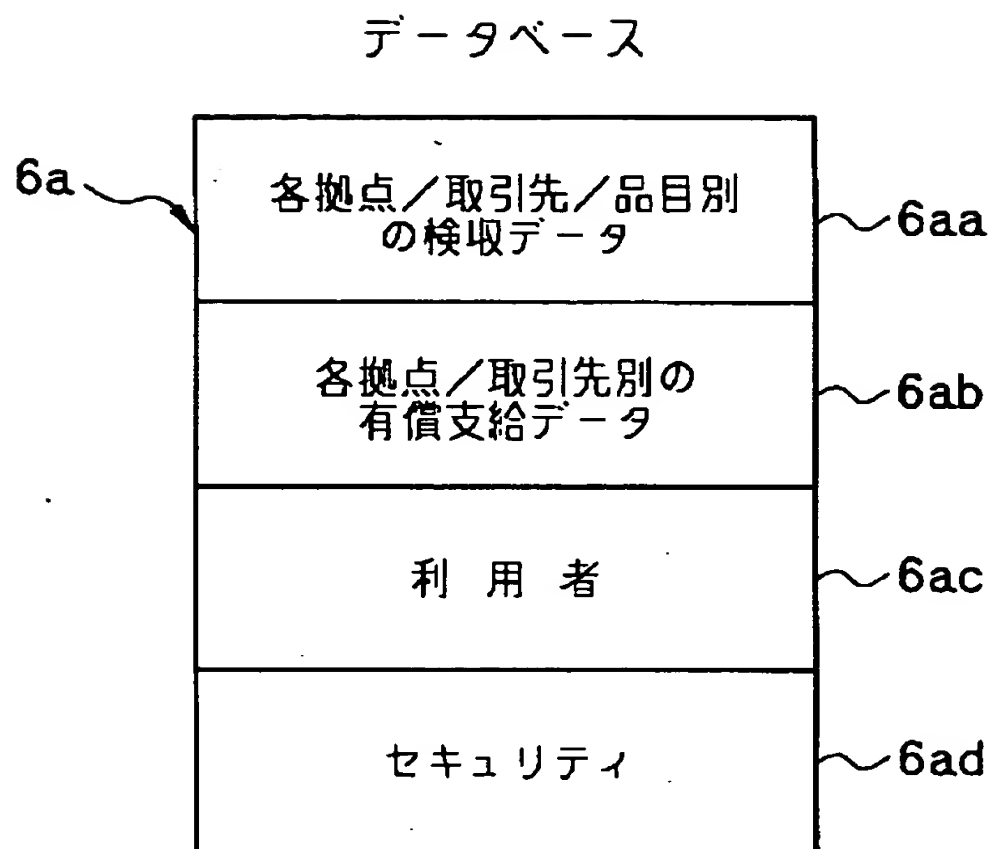 データベース
6a
各拠点／取引先／品目別
の検収データ
6aa
各拠点／取引先別の
有償支給データ
6ab
利用者
6ac
セキュリティ
6ad